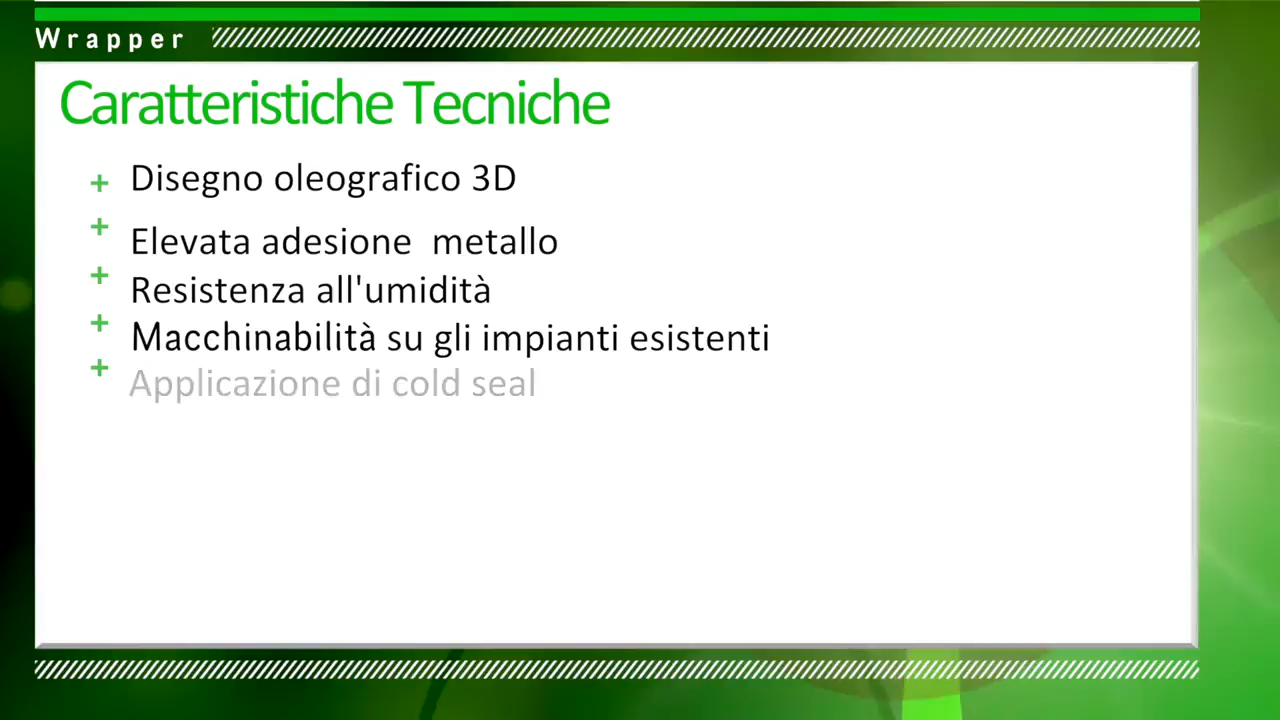 Wrapper
Caratteristiche Tecniche
+ Disegno oleografico 3D
+ Elevata adesione  metallo
+ Resistenza all'umidità
+ Macchinabilità su gli impianti esistenti
+ Applicazione di cold seal